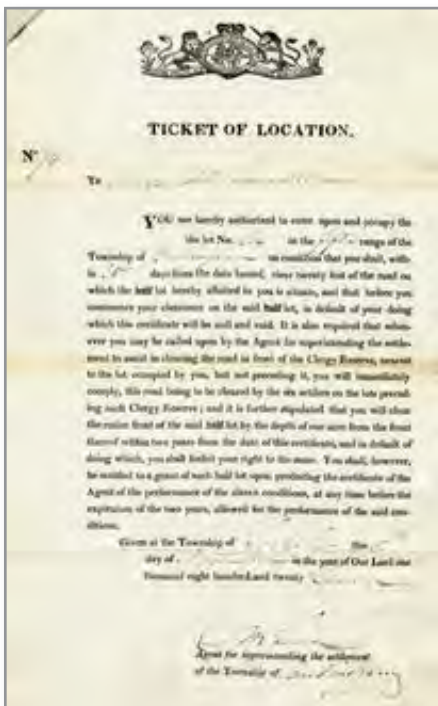 TICKET OF LOCATION.
No
To
YOU are hereby authorized to enter upon and occupy the
lot No. in the range of the
Township of on condition that you shall, with-
in days from the date hereof, clear twenty feet of the road on
which the half lot hereby allotted to you is situate, and that before you
commence your clearance on the said half lot, in default of your doing
which this certificate will be null and void. It is also required that when-
ever you may be called upon by the Agent for superintending the settle-
ment to assist in clearing the road in front of the Clergy Reserve, nearest
to the lot occupied by you, but not preceding it, you will immediately
comply, this road being to be cleared by the six settlers on the lots preced-
ing such Clergy Reserve; and it is further stipulated that you will clear
the entire front of the said half lot by the depth of one acre from the front
thereof within two years from the date of this certificate, and in default of
doing which, you shall forfeit your right to the same. You shall, however,
be entitled to a grant of such half lot upon producing the certificate of the
Agent of the performance of the above conditions, at any time before the
expiration of the two years, allowed for the performance of the said con-
ditions.
Given at the Township of this
day of in the year of Our Lord one
thousand eight hundred and twenty
Agent for superintending the settlement
of the Township of